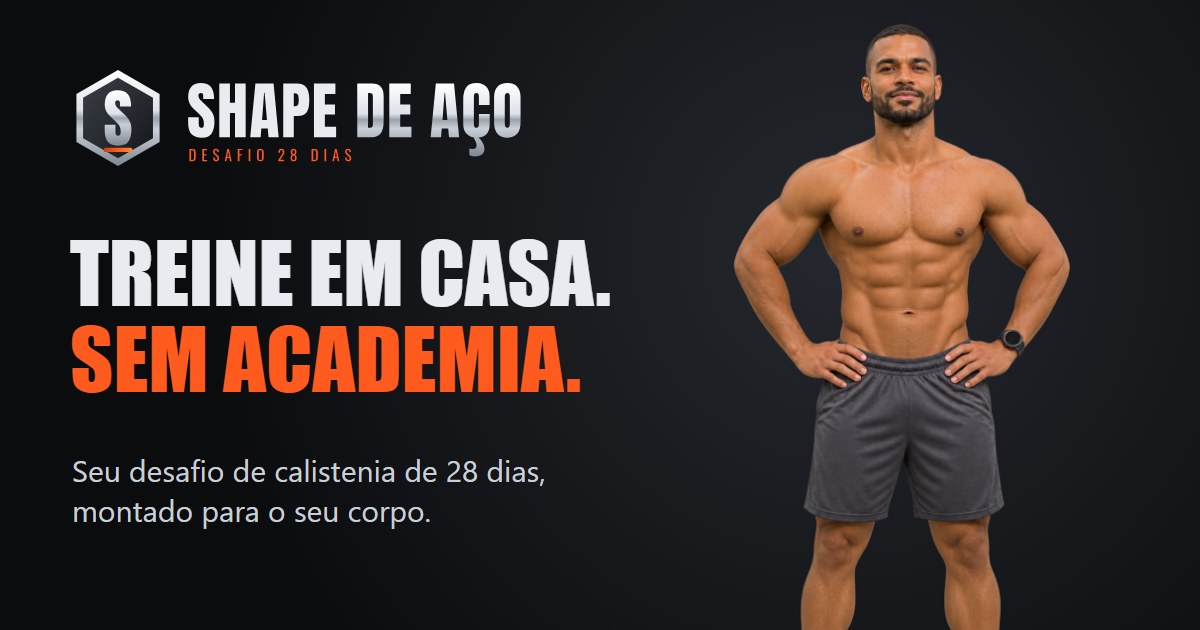 S
SHAPE DE AÇO
DESAFIO 28 DIAS
TREINE EM CASA.
SEM ACADEMIA.
Seu desafio de calistenia de 28 dias,
montado para o seu corpo.